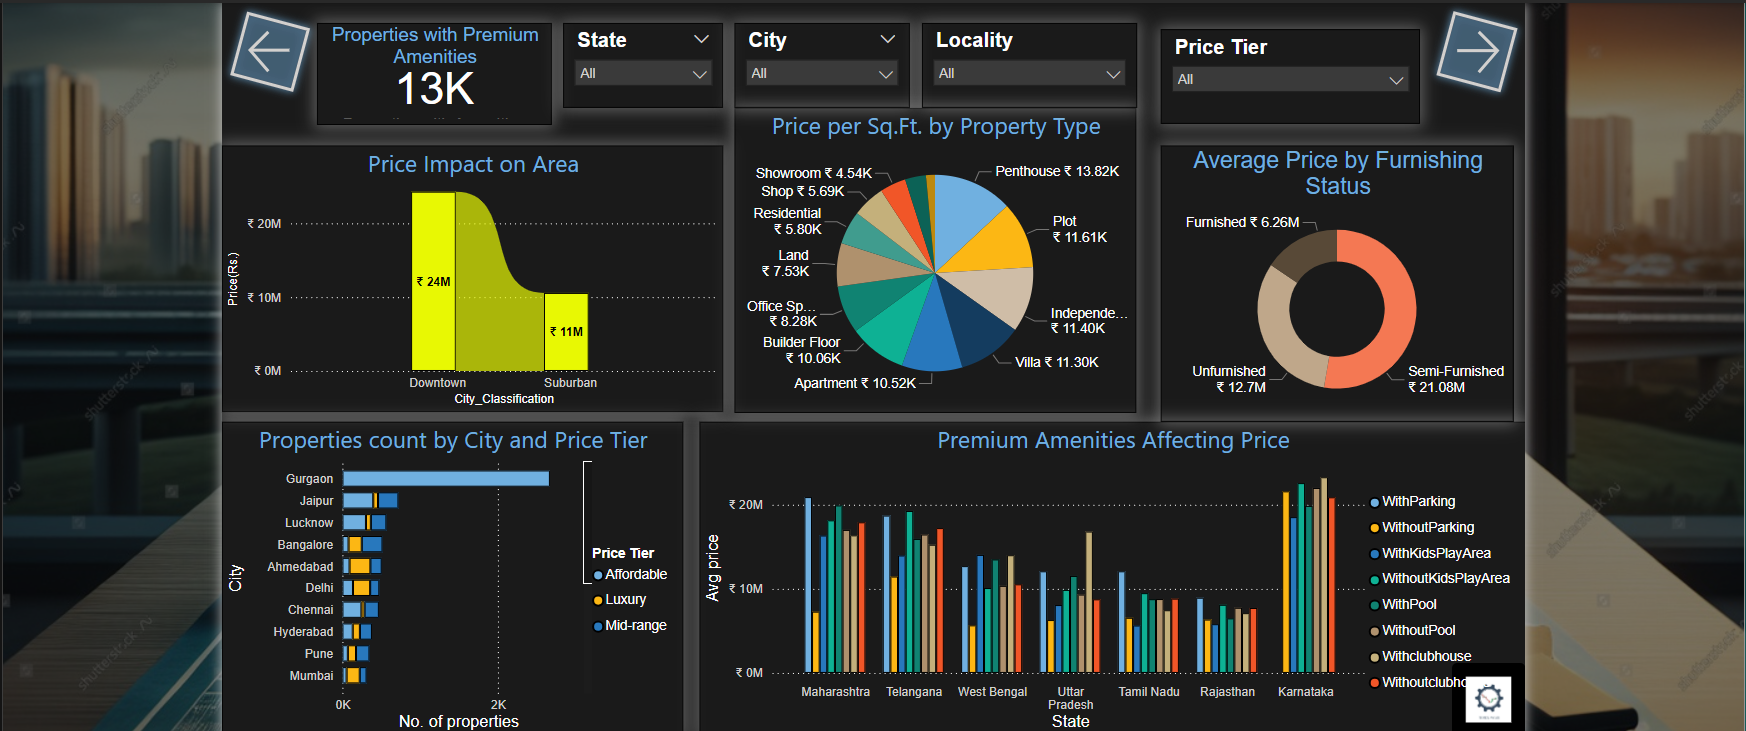 Properties with Premium
Amenities
13K
State
All
City
All
Locality
All
Price Tier
All
Price Impact on Area
Price(Rs.)
₹ 20M
₹ 10M
₹ 0M
₹ 24M
₹ 11M
Downtown
Suburban
City_Classification
Price per Sq.Ft. by Property Type
Penthouse ₹ 13.82K
Plot
₹ 11.61K
Independe...
₹ 11.40K
Villa ₹ 11.30K
Apartment ₹ 10.52K
Builder Floor
₹ 10.06K
Office Sp...
₹ 8.28K
Land
₹ 7.53K
Residential
₹ 5.80K
Shop ₹ 5.69K
Showroom ₹ 4.54K
Average Price by Furnishing
Status
Furnished ₹ 6.26M
Unfurnished
₹ 12.7M
Semi-Furnished
₹ 21.08M
Properties count by City and Price Tier
City
Gurgaon
Jaipur
Lucknow
Bangalore
Ahmedabad
Delhi
Chennai
Hyderabad
Pune
Mumbai
0K
2K
No. of properties
Price Tier
Affordable
Luxury
Mid-range
Premium Amenities Affecting Price
Avg price
₹ 20M
₹ 10M
₹ 0M
Maharashtra
Telangana
West Bengal
Uttar
Pradesh
Tamil Nadu
Rajasthan
Karnataka
State
WithParking
WithoutParking
WithKidsPlayArea
WithoutKidsPlayArea
WithPool
WithoutPool
Withclubhouse
Withoutclubho